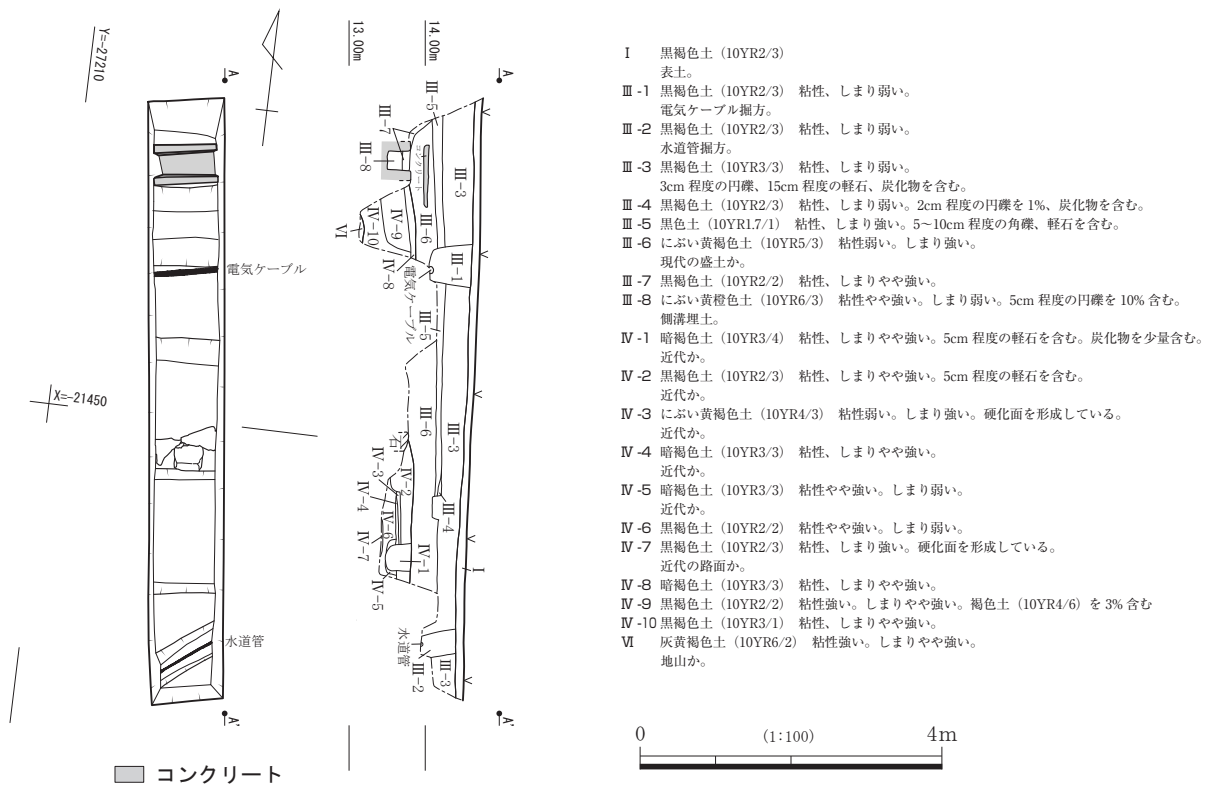 Y=-27210
13.00m
14.00m
A
A
Ⅲ-5
Ⅲ-7
Ⅲ-8
コンクリート
Ⅲ-3
Ⅵ
Ⅳ-10
Ⅳ-9
Ⅲ-6
Ⅳ-8
Ⅲ-1
電気ケーブル
電気ケーブル
Ⅲ-5
X=-21450
Ⅲ-6
Ⅲ-3
石
Ⅳ-3
Ⅳ-2
Ⅳ-4
Ⅳ-6
Ⅳ-7
Ⅲ-4
Ⅳ-1
Ⅰ
Ⅳ-5
水道管
水道管
Ⅲ-2
Ⅲ-3
A'
A'
コンクリート
Ⅰ 黒褐色土（10YR2/3）
表土。
Ⅲ -1 黒褐色土（10YR2/3） 粘性、しまり弱い。
電気ケーブル掘方。
Ⅲ -2 黒褐色土（10YR2/3） 粘性、しまり弱い。
水道管掘方。
Ⅲ -3 黒褐色土（10YR3/3） 粘性、しまり弱い。
3cm 程度の円礫、15cm 程度の軽石、炭化物を含む。
Ⅲ -4 黒褐色土（10YR2/3） 粘性、しまり弱い。2cm 程度の円礫を 1%、炭化物を含む。
Ⅲ -5 黒色土（10YR1.7/1） 粘性、しまり強い。5~10cm 程度の角礫、軽石を含む。
Ⅲ -6 にぶい黄褐色土（10YR5/3） 粘性弱い。しまり強い。
現代の盛土か。
Ⅲ -7 黒褐色土（10YR2/2） 粘性、しまりやや強い。
Ⅲ -8 にぶい黄橙色土（10YR6/3） 粘性やや強い。しまり弱い。5cm 程度の円礫を 10% 含む。
側溝埋土。
Ⅳ -1 暗褐色土（10YR3/4） 粘性、しまりやや強い。5cm 程度の軽石を含む。炭化物を少量含む。
近代か。
Ⅳ -2 黒褐色土（10YR2/3） 粘性、しまりやや強い。5cm 程度の軽石を含む。
近代か。
Ⅳ -3 にぶい黄褐色土（10YR4/3） 粘性弱い。しまり強い。硬化面を形成している。
近代か。
Ⅳ -4 暗褐色土（10YR3/3） 粘性、しまりやや強い。
近代か。
Ⅳ -5 暗褐色土（10YR3/3） 粘性やや強い。しまり弱い。
近代か。
Ⅳ -6 黒褐色土（10YR2/2） 粘性やや強い。しまり弱い。
Ⅳ -7 黒褐色土（10YR2/3） 粘性、しまり強い。硬化面を形成している。
近代の路面か。
Ⅳ -8 暗褐色土（10YR3/3） 粘性、しまりやや強い。
Ⅳ -9 黒褐色土（10YR2/2） 粘性強い。しまりやや強い。褐色土（10YR4/6）を 3% 含む
Ⅳ -10 黒褐色土（10YR3/1） 粘性、しまりやや強い。
Ⅵ 灰黄褐色土（10YR6/2） 粘性強い。しまりやや強い。
地山か。
0 (1:100) 4m